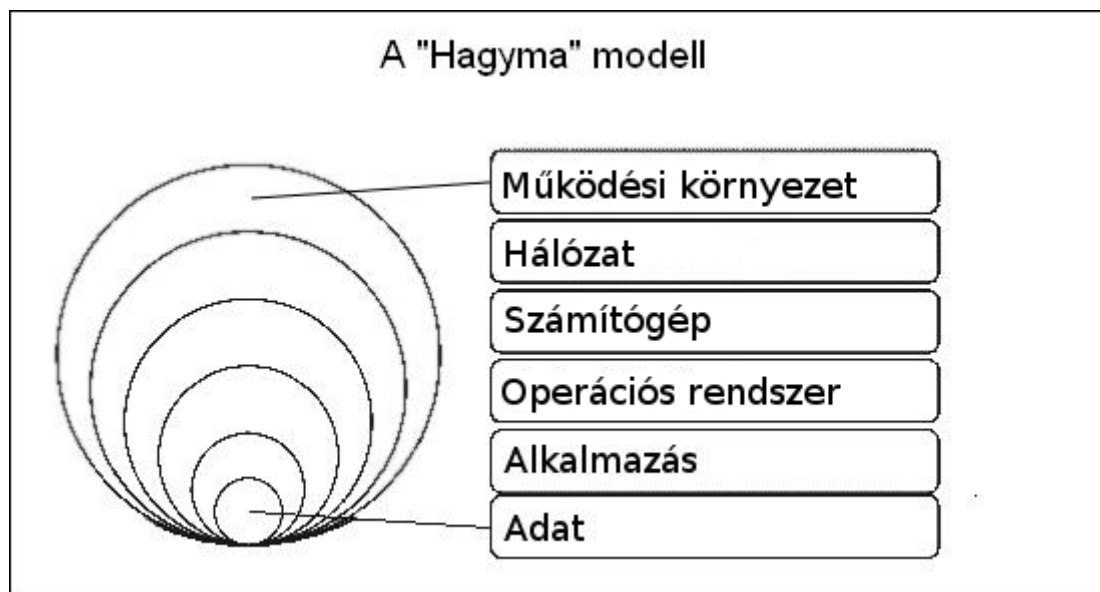 A "Hagyma" modell
Működési környezet
Hálózat
Számítógép
Operációs rendszer
Alkalmazás
Adat